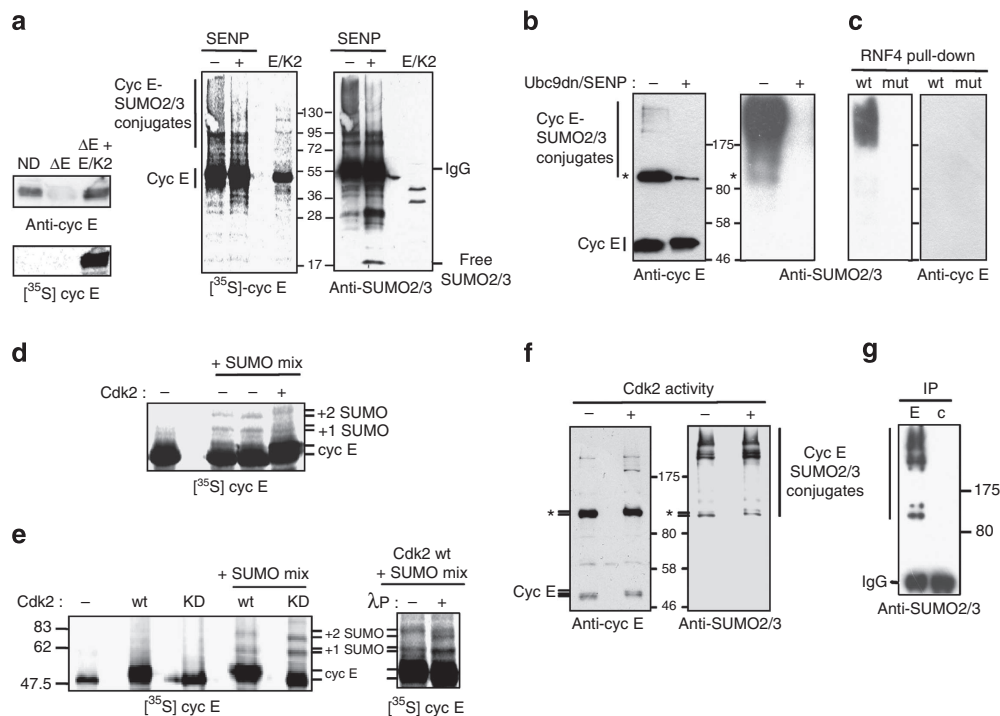 a
SENP
– + E/K2
SENP
– + E/K2
Cyc E-
SUMO2/3
conjugates
130
95
72
55
36
28
17
Cyc E
IgG
Free
SUMO2/3
ND ΔE ΔE +
E/K2
Anti-cyc E
[³⁵S] cyc E
[³⁵S]-cyc E
Anti-SUMO2/3
b
Ubc9dn/SENP : – + – +
Cyc E-
SUMO2/3
conjugates
*
Cyc E
*
175
80
58
46
Anti-cyc E
Anti-SUMO2/3
c
RNF4 pull-down
wt mut wt mut
Anti-cyc E
d
+ SUMO mix
Cdk2 : – – – +
+2 SUMO
+1 SUMO
cyc E
[³⁵S] cyc E
e
+ SUMO mix
Cdk2 : – wt KD wt KD
83
62
47.5
+2 SUMO
+1 SUMO
cyc E
[³⁵S] cyc E
Cdk2 wt
+ SUMO mix
λP : – +
[³⁵S] cyc E
f
Cdk2 activity
– + – +
*
Cyc E
175
80
58
46
*
Cyc E
SUMO2/3
conjugates
Anti-cyc E
Anti-SUMO2/3
g
IP
E c
175
80
IgG
Anti-SUMO2/3